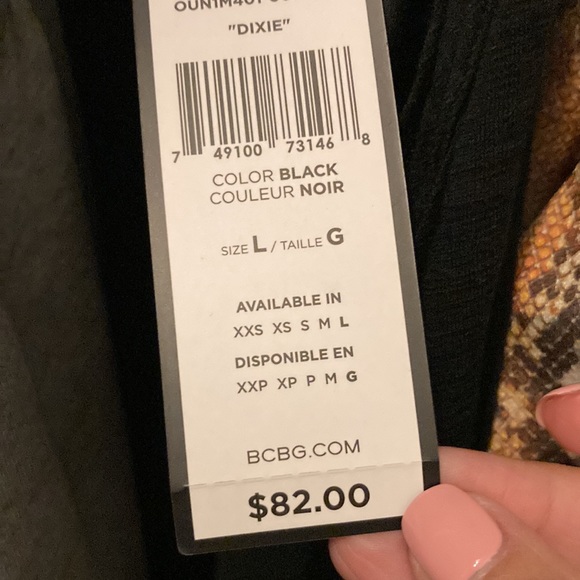 "DIXIE"
7 49100 73146 8
COLOR BLACK
COULEUR NOIR
SIZE L / TAILLE G
AVAILABLE IN
XXS XS S M L
DISPONIBLE EN
XXP XP P M G
BCBG.COM
$82.00